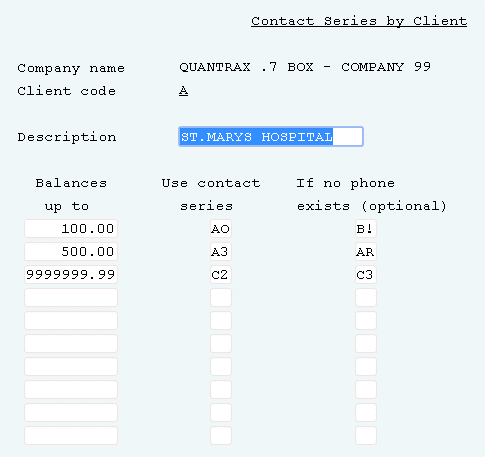 Contact Series by Client
Company name QUANTRAX .7 BOX - COMPANY 99
Client code A
Description ST.MARYS HOSPITAL
Balances Use contact If no phone
up to series exists (optional)
100.00 AO B!
500.00 A3 AR
9999999.99 C2 C3